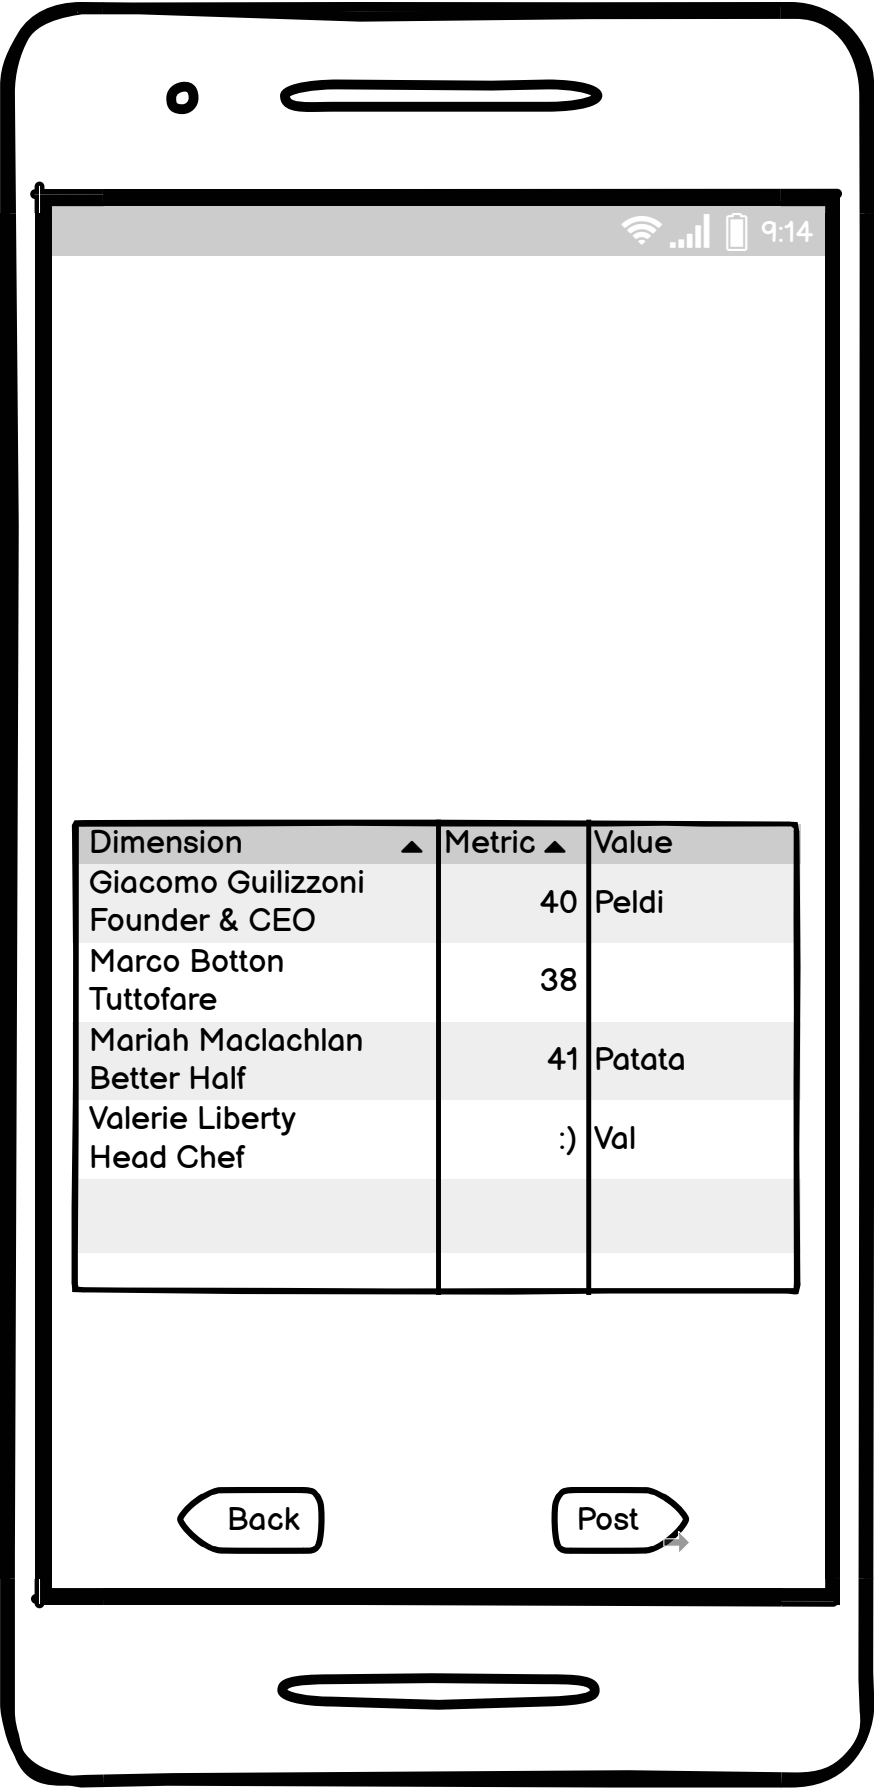 9:14
Dimension Metric Value
Giacomo Guilizzoni
Founder & CEO
40 Peldi
Marco Botton
Tuttofare
38
Mariah Maclachlan
Better Half
41 Patata
Valerie Liberty
Head Chef
:) Val
Back Post